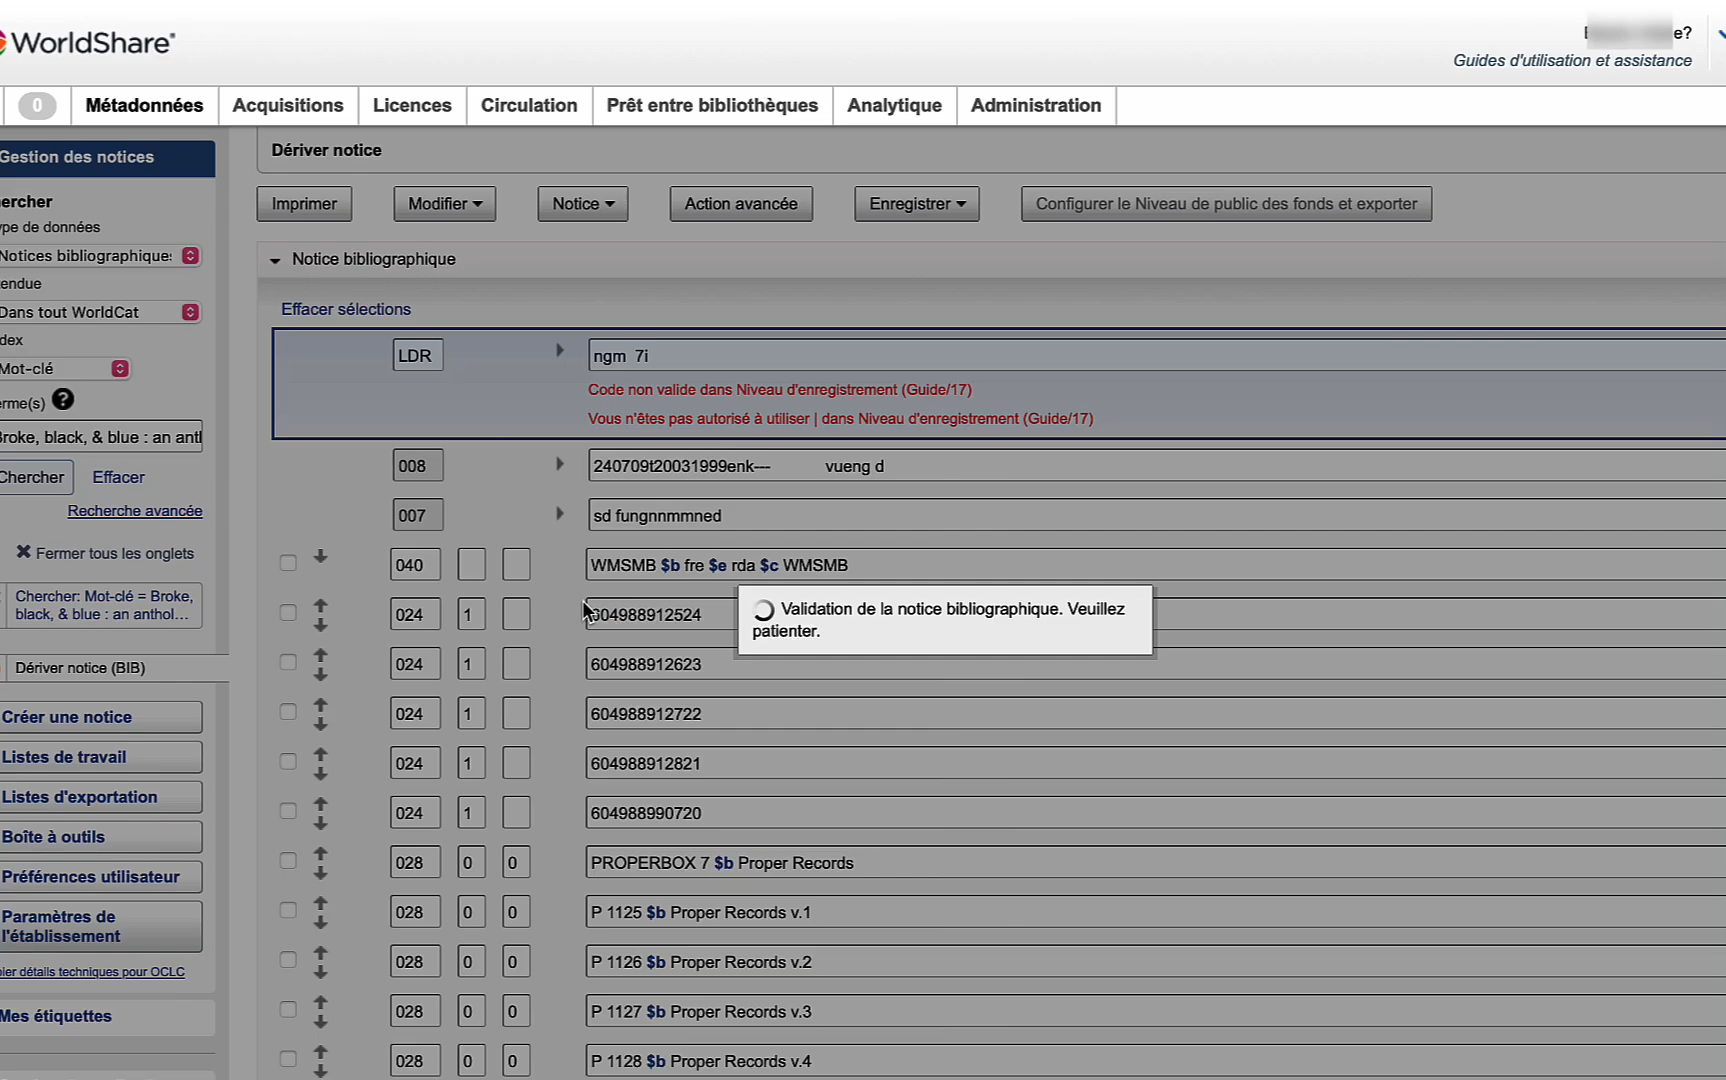 WorldShare
e?
Guides d'utilisation et assistance
0 Métadonnées Acquisitions Licences Circulation Prêt entre bibliothèques Analytique Administration
Gestion des notices
ercher
ype de données
Notices bibliographique:
endue
Dans tout WorldCat
dex
Mot-clé
erme(s) ?
Broke, black, & blue : an antl
Chercher Effacer
Recherche avancée
Fermer tous les onglets
Chercher: Mot-clé = Broke,
black, & blue : an anthol...
Dériver notice (BIB)
Créer une notice
Listes de travail
Listes d'exportation
Boîte à outils
Préférences utilisateur
Paramètres de
l'établissement
ier détails techniques pour OCLC
Mes étiquettes
Dériver notice
Imprimer Modifier Notice Action avancée Enregistrer Configurer le Niveau de public des fonds et exporter
Notice bibliographique
Effacer sélections
LDR ngm 7i
Code non valide dans Niveau d'enregistrement (Guide/17)
Vous n'êtes pas autorisé à utiliser | dans Niveau d'enregistrement (Guide/17)
008 240709t20031999enk--- vueng d
007 sd fungnnmmned
040 WMSMB $b fre $e rda $c WMSMB
024 1 604988912524
024 1 604988912623
024 1 604988912722
024 1 604988912821
024 1 604988990720
028 0 0 PROPERBOX 7 $b Proper Records
028 0 0 P 1125 $b Proper Records v.1
028 0 0 P 1126 $b Proper Records v.2
028 0 0 P 1127 $b Proper Records v.3
028 0 0 P 1128 $b Proper Records v.4
Validation de la notice bibliographique. Veuillez
patienter.